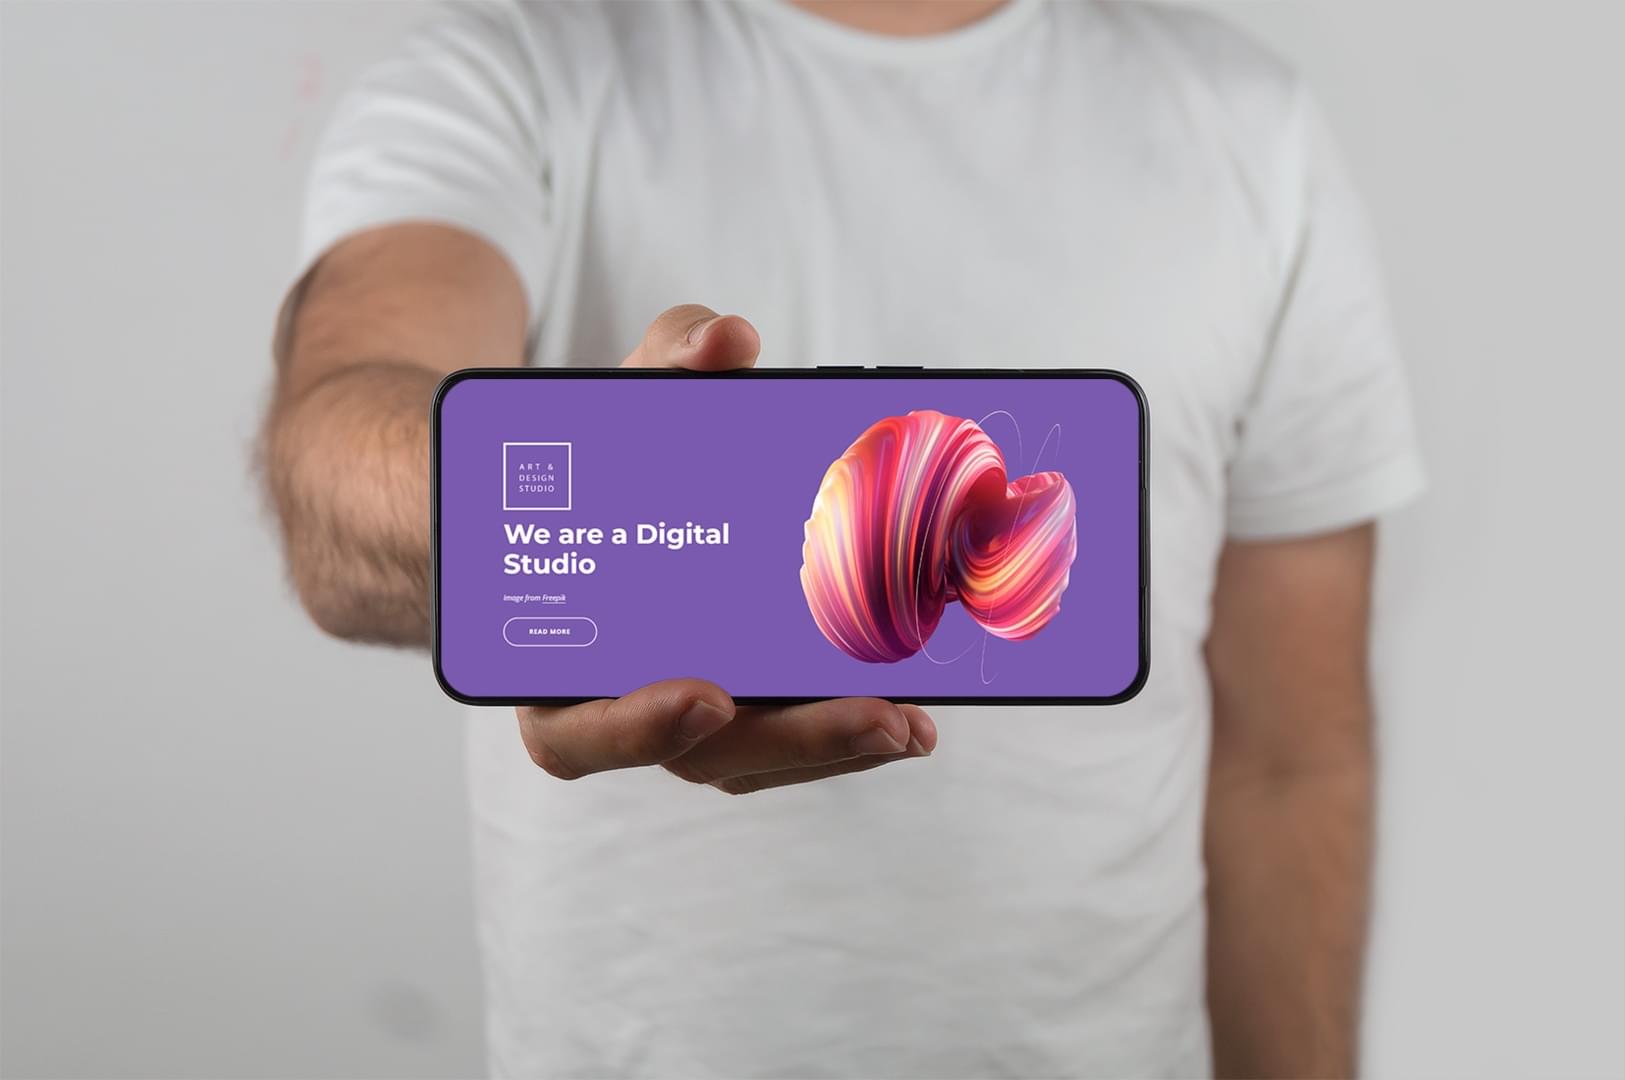 ART &
DESIGN
STUDIO
We are a Digital
Studio
Image from Freepik
READ MORE